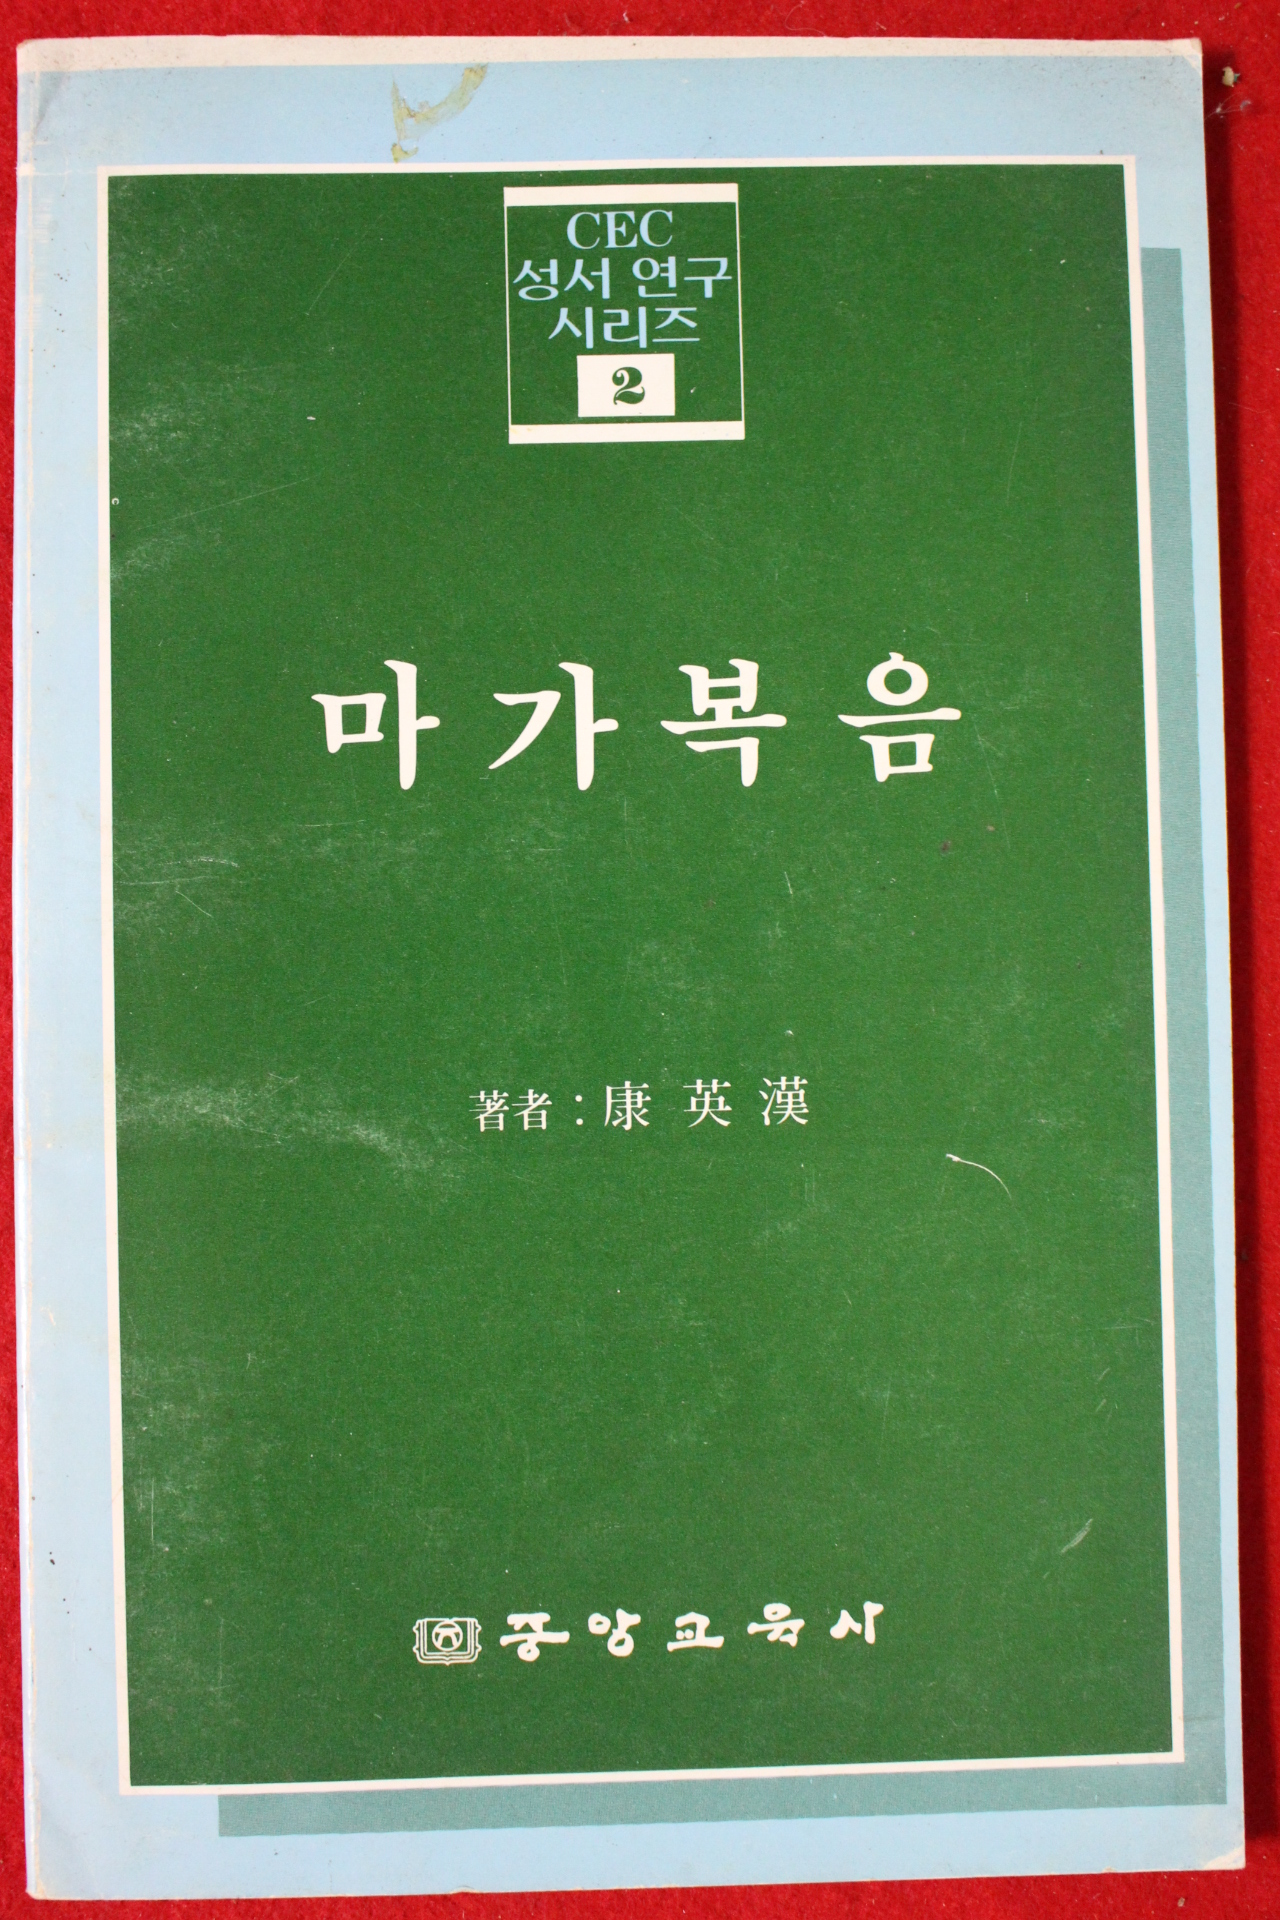 CEC
성서 연구
시리즈
2
마가복음
著者 : 康英漢
중앙교육사